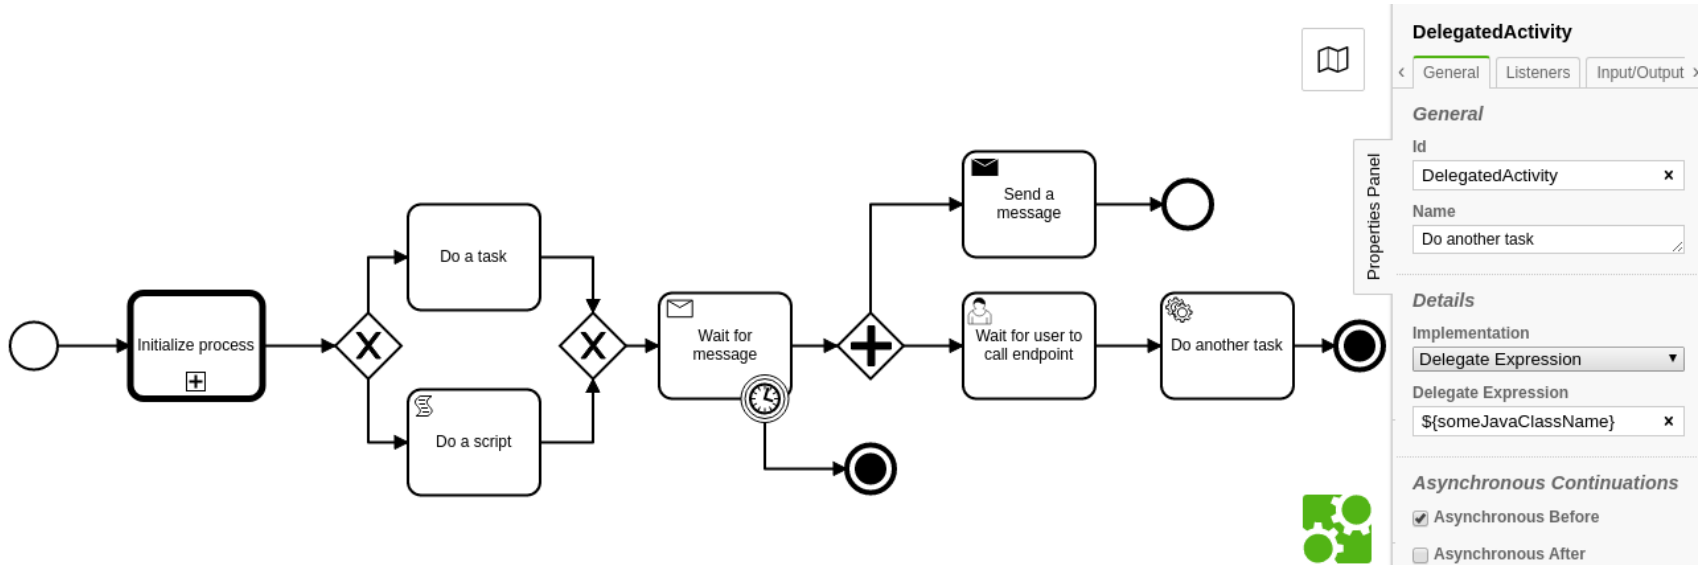 Initialize process
Do a task
Do a script
Wait for
message
Send a
message
Wait for user to
call endpoint
Do another task
Properties Panel
DelegatedActivity
General
Listeners
Input/Output
General
Id
DelegatedActivity
Name
Do another task
Details
Implementation
Delegate Expression
Delegate Expression
${someJavaClassName}
Asynchronous Continuations
Asynchronous Before
Asynchronous After